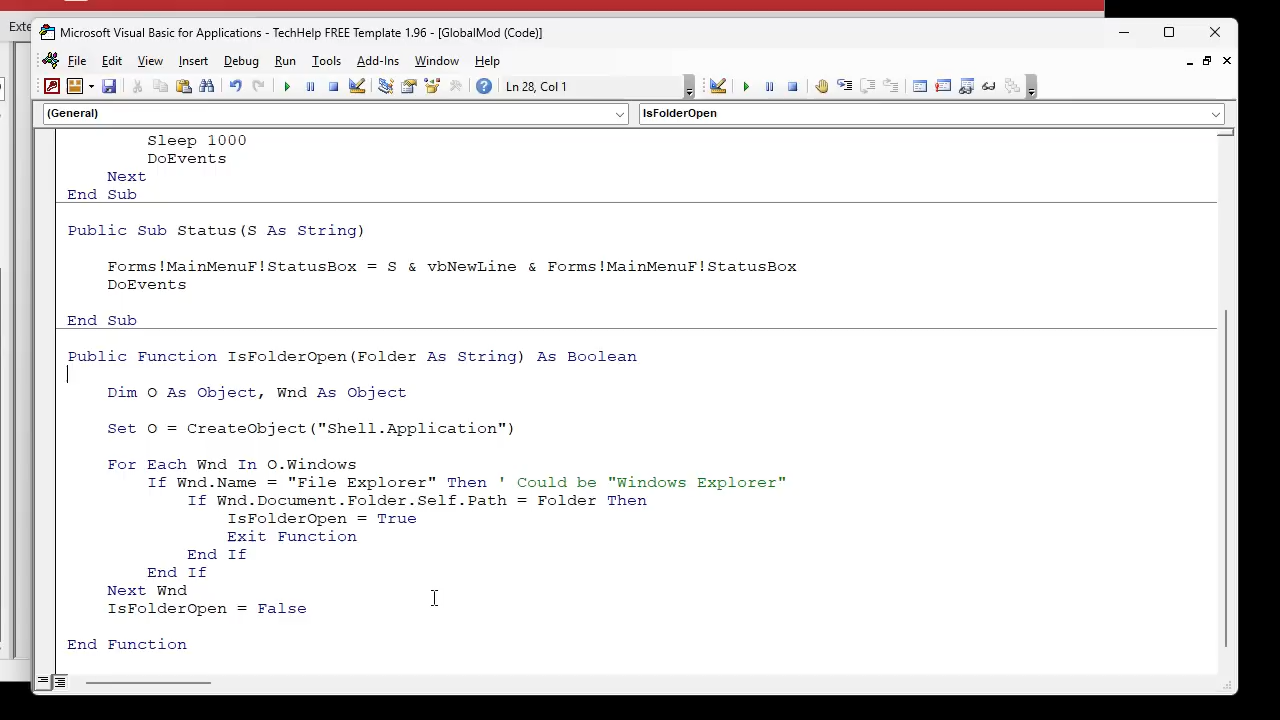 Exte
Microsoft Visual Basic for Applications - TechHelp FREE Template 1.96 - [GlobalMod (Code)]
File Edit View Insert Debug Run Tools Add-Ins Window Help
Ln 28, Col 1
(General) IsFolderOpen
        Sleep 1000
        DoEvents
    Next
End Sub
Public Sub Status(S As String)
    Forms!MainMenuF!StatusBox = S & vbNewLine & Forms!MainMenuF!StatusBox
    DoEvents
End Sub
Public Function IsFolderOpen(Folder As String) As Boolean
    Dim O As Object, Wnd As Object
    Set O = CreateObject("Shell.Application")
    For Each Wnd In O.Windows
        If Wnd.Name = "File Explorer" Then ' Could be "Windows Explorer"
            If Wnd.Document.Folder.Self.Path = Folder Then
                IsFolderOpen = True
                Exit Function
            End If
        End If
    Next Wnd
    IsFolderOpen = False
End Function